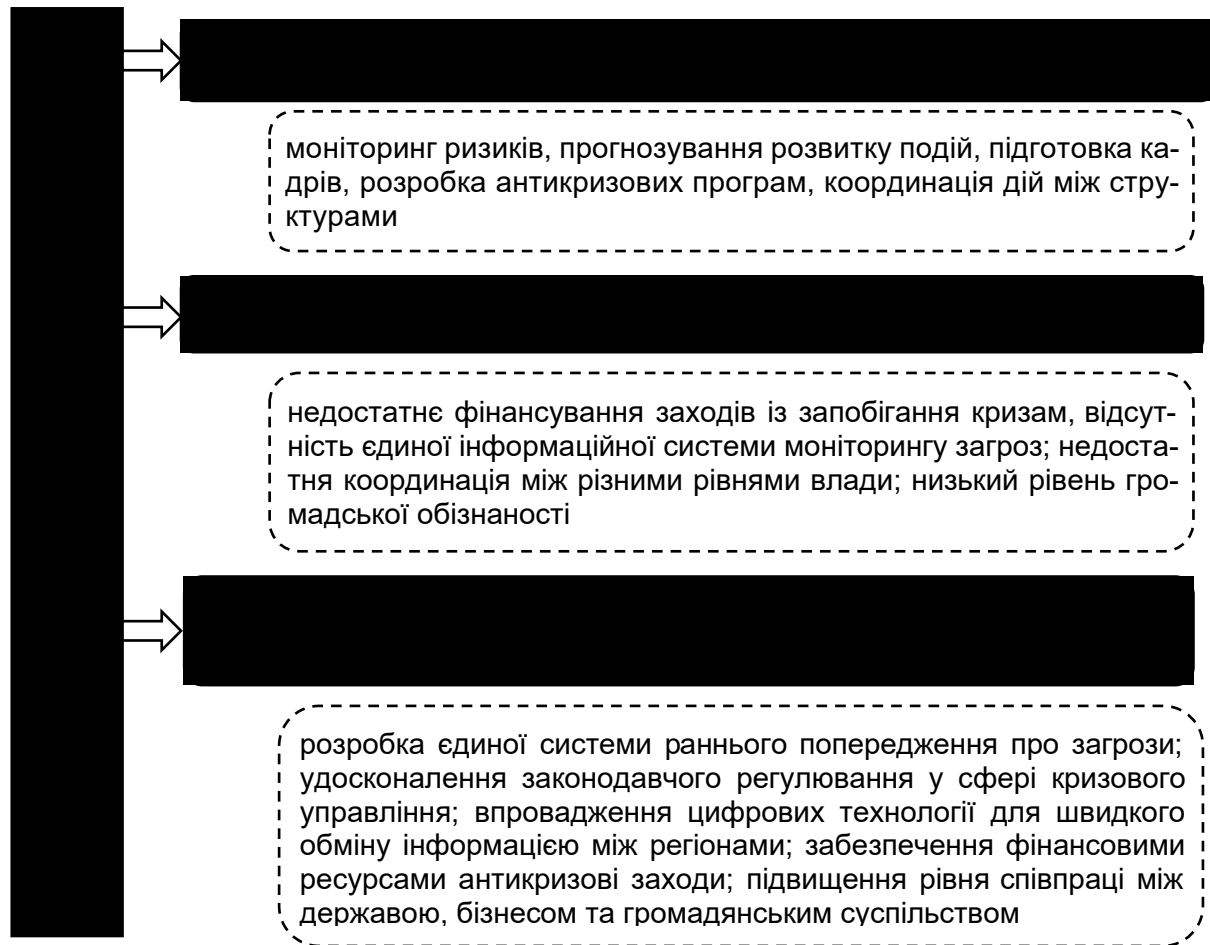 моніторинг ризиків, прогнозування розвитку подій, підготовка ка-
дрів, розробка антикризових програм, координація дій між стру-
ктурами
недостатнє фінансування заходів із запобігання кризам, відсут-
ність єдиної інформаційної системи моніторингу загроз; недоста-
тня координація між різними рівнями влади; низький рівень гро-
мадської обізнаності
розробка єдиної системи раннього попередження про загрози;
удосконалення законодавчого регулювання у сфері кризового
управління; впровадження цифрових технології для швидкого
обміну інформацією між регіонами; забезпечення фінансовими
ресурсами антикризові заходи; підвищення рівня співпраці між
державою, бізнесом та громадянським суспільством